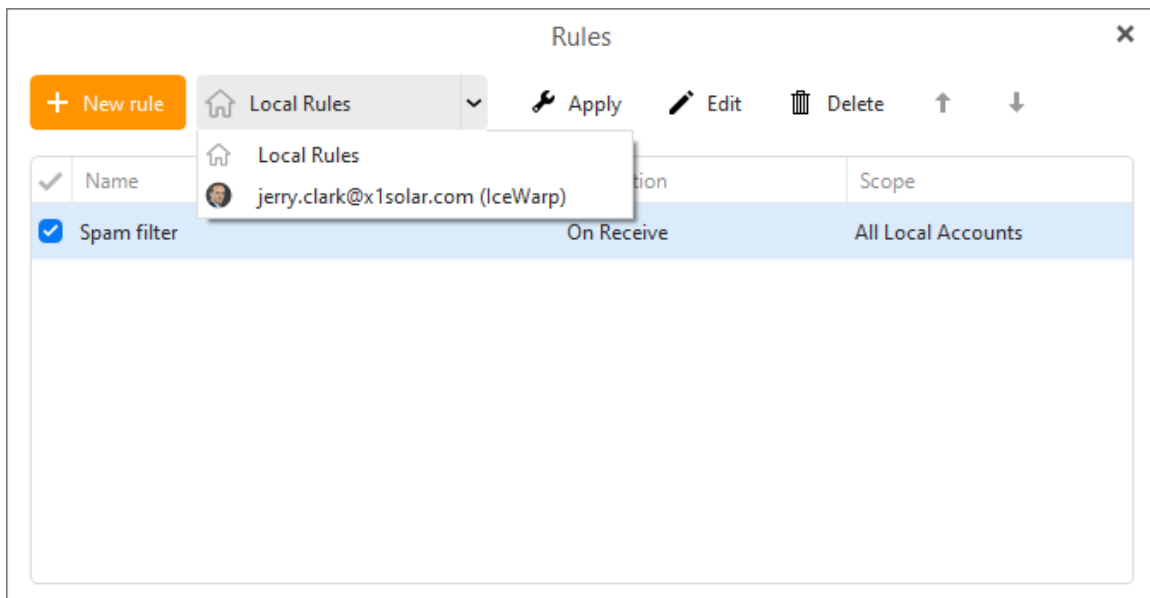 Rules
New rule Local Rules Apply Edit Delete
Local Rules
jerry.clark@x1solar.com (IceWarp)
Name tion Scope
Spam filter On Receive All Local Accounts